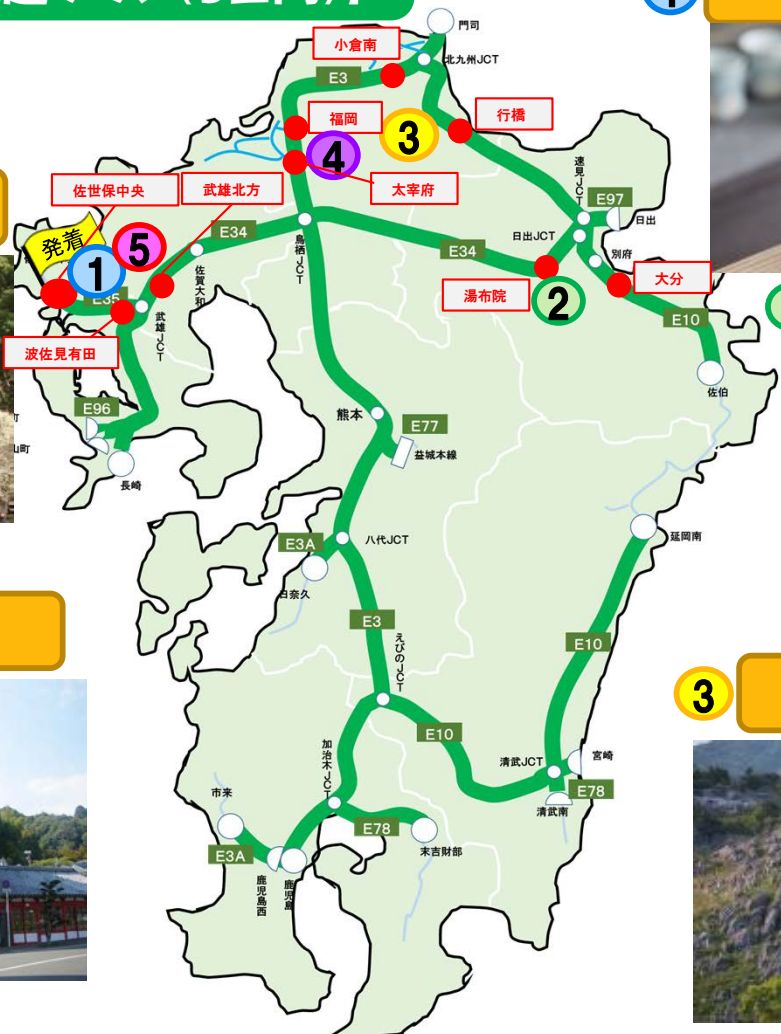 1
門司
小倉南
北九州JCT
E3
福岡
3
行橋
4
太宰府
速見JCT
佐世保中央
武雄北方
E97
日出
発着
5
E34
鳥栖JCT
E34
日出JCT
別府
1
佐賀大和
大分
湯布院
2
E35
武雄JCT
E10
波佐見有田
佐伯
E96
熊本
E77
町
山町
益城本線
長崎
延岡南
E3A
八代JCT
日奈久
E3
えびのJCT
E10
3
E10
加治木JCT
清武JCT
宮崎
市来
E78
清武南
E78
E3A
末吉財部
鹿児島西
鹿児島